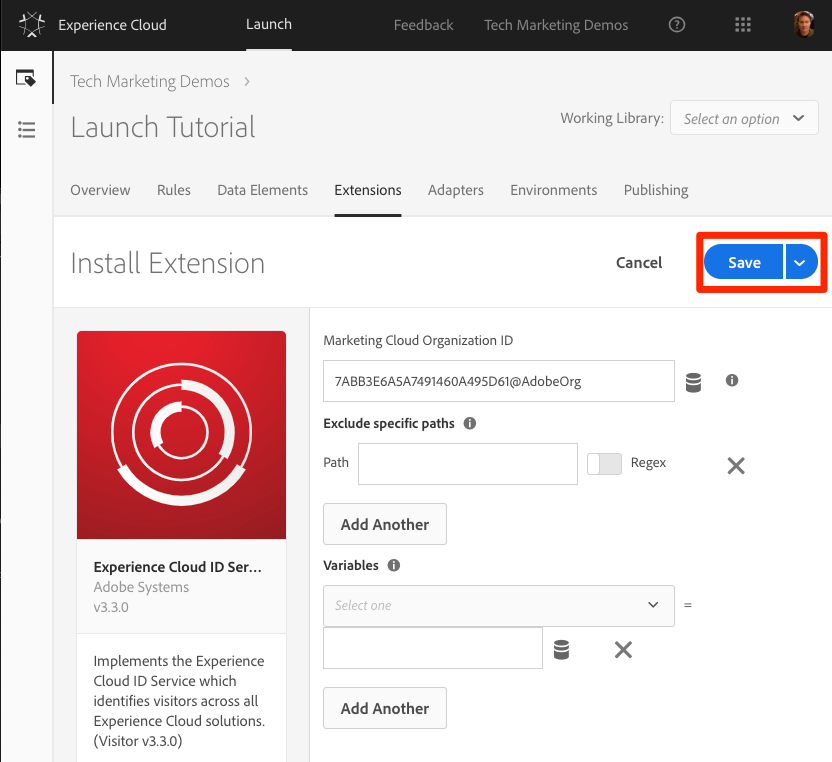 Experience Cloud
Launch
Feedback
Tech Marketing Demos
Tech Marketing Demos
Launch Tutorial
Working Library:
Select an option
Overview
Rules
Data Elements
Extensions
Adapters
Environments
Publishing
Install Extension
Cancel
Save
Experience Cloud ID Ser...
Adobe Systems
v3.3.0
Implements the Experience
Cloud ID Service which
identifies visitors across all
Experience Cloud solutions.
(Visitor v3.3.0)
Marketing Cloud Organization ID
7ABB3E6A5A7491460A495D61@AdobeOrg
Exclude specific paths
Path
Regex
Add Another
Variables
Select one
=
Add Another